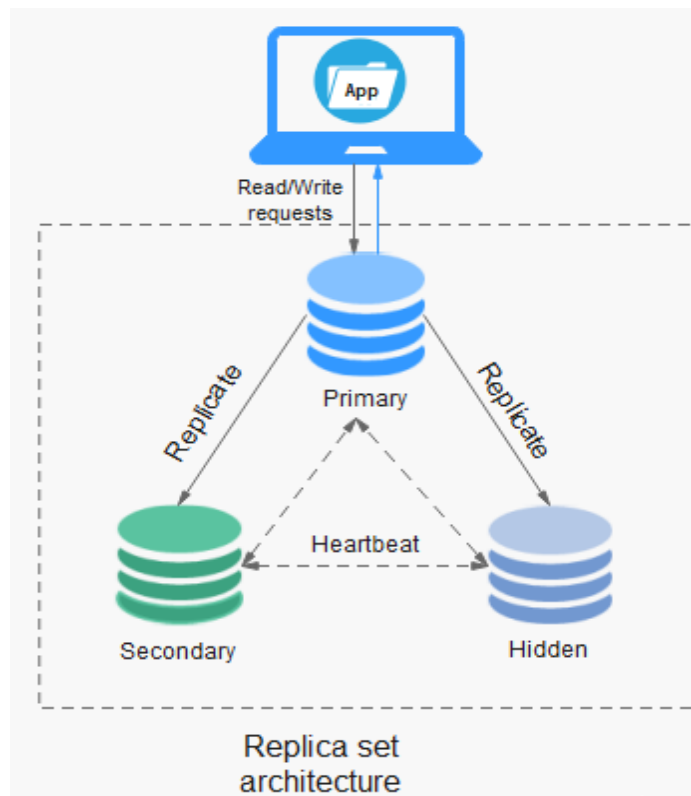 App
Read/Write
requests
Primary
Replicate
Replicate
Heartbeat
Secondary
Hidden
Replica set
architecture